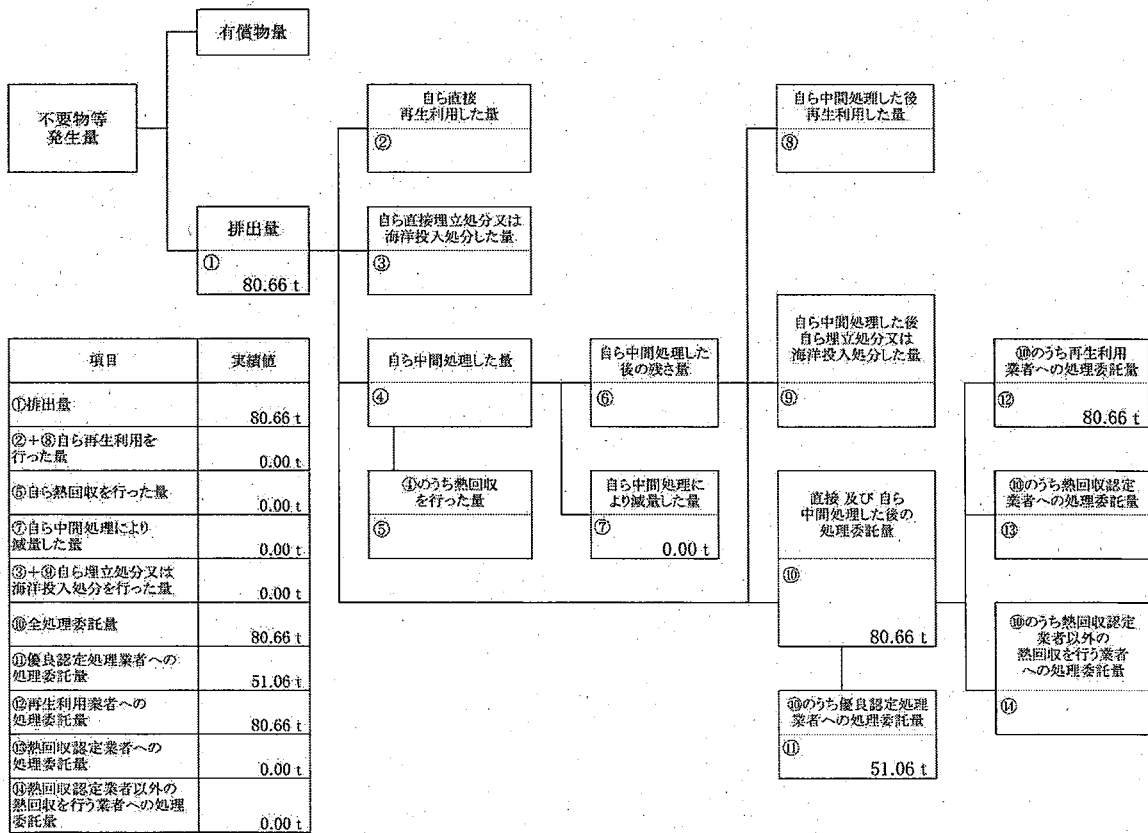 有償物量
不要物等
発生量
排出量
①
80.66 t
自ら直接
再生利用した量
②
自ら直接埋立処分又は
海洋投入処分した量
③
自ら中間処理した量
④
④のうち熱回収
を行った量
⑤
自ら中間処理した
後の残さ量
⑥
自ら中間処理に
より減量した量
⑦
0.00 t
自ら中間処理した後
再生利用した量
⑧
自ら中間処理した後
自ら埋立処分又は
海洋投入処分した量
⑨
直接 及び 自ら
中間処理した後の
処理委託量
⑩
80.66 t
⑩のうち優良認定処理
業者への処理委託量
⑪
51.06 t
⑩のうち再生利用
業者への処理委託量
⑫
80.66 t
⑩のうち熱回収認定
業者への処理委託量
⑬
⑩のうち熱回収認定
業者以外の
熱回収を行う業者
への処理委託量
⑭
項目 実績値
①排出量
80.66 t
②+⑧自ら再生利用を
行った量
0.00 t
⑤自ら熱回収を行った量
0.00 t
⑦自ら中間処理により
減量した量
0.00 t
③+⑨自ら埋立処分又は
海洋投入処分を行った量
0.00 t
⑩全処理委託量
80.66 t
⑪優良認定処理業者への
処理委託量
51.06 t
⑫再生利用業者への
処理委託量
80.66 t
⑬熱回収認定業者への
処理委託量
0.00 t
⑭熱回収認定業者以外の
熱回収を行う業者への処理
委託量
0.00 t